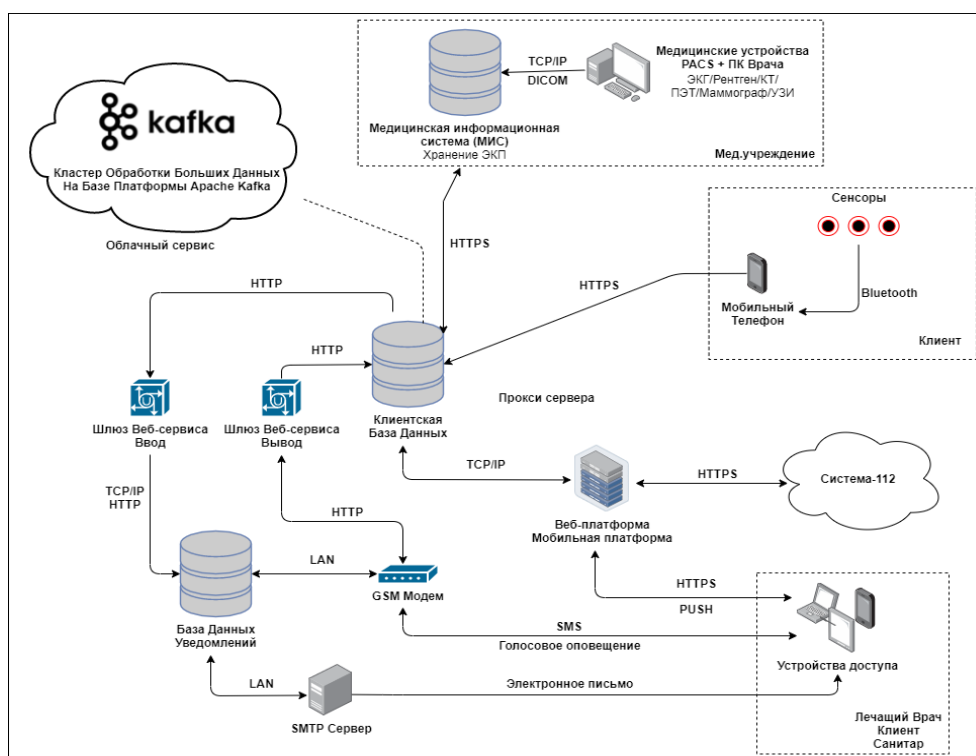 TCP/IP
DICOM
Медицинские устройства
PACS + ПК Врача
ЭКГ/Рентген/КТ/
ПЭТ/Маммограф/УЗИ
Медицинская информационная
система (МИС)
Хранение ЭКП
Мед.учреждение
kafka
Кластер Обработки Больших Данных
На Базе Платформы Apache Kafka
Облачный сервис
HTTPS
Сенсоры
Bluetooth
Мобильный
Телефон
Клиент
HTTPS
HTTP
HTTP
Шлюз Веб-сервиса
Ввод
Шлюз Веб-сервиса
Вывод
Клиентская
База Данных
Прокси сервера
TCP/IP
HTTPS
Система-112
Веб-платформа
Мобильная платформа
TCP/IP
HTTP
HTTP
LAN
GSM Модем
База Данных
Уведомлений
HTTPS
PUSH
SMS
Голосовое оповещение
Устройства доступа
LAN
Электронное письмо
SMTP Сервер
Лечащий Врач
Клиент
Санитар